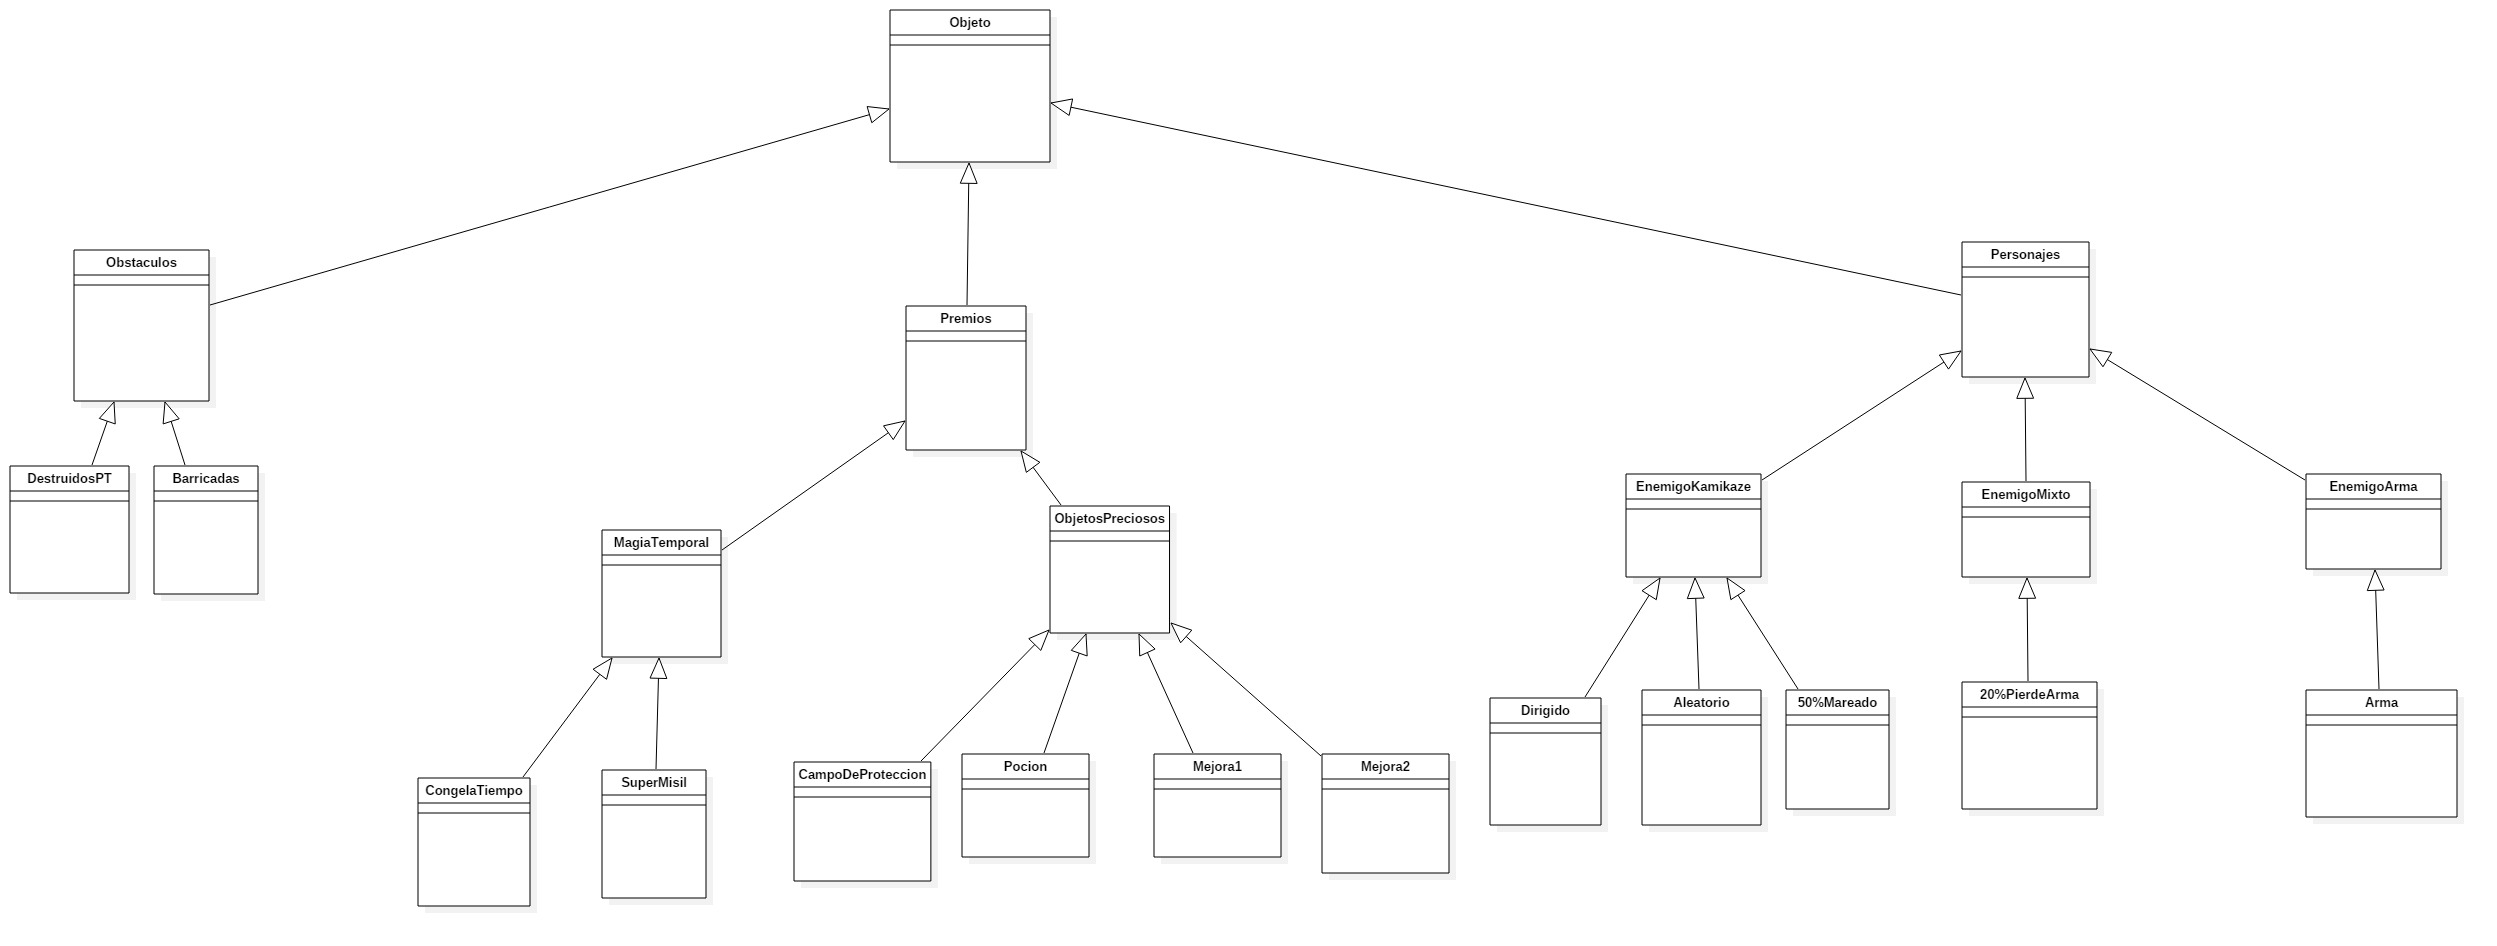 Objeto
Obstaculos
Personajes
Premios
DestruidosPT
Barricadas
MagiaTemporal
ObjetosPreciosos
EnemigoKamikaze
EnemigoMixto
EnemigoArma
CongelaTiempo
SuperMisil
CampoDeProteccion
Pocion
Mejora1
Mejora2
Dirigido
Aleatorio
50%Mareado
20%PierdeArma
Arma